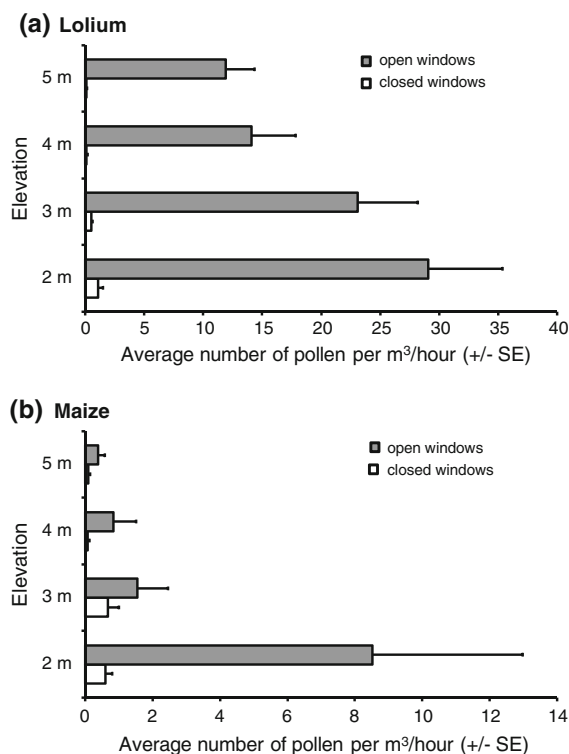 (a) Lolium
open windows
closed windows
5 m
4 m
3 m
2 m
Elevation
0 5 10 15 20 25 30 35 40
Average number of pollen per m³/hour (+/- SE)
(b) Maize
open windows
closed windows
5 m
4 m
3 m
2 m
Elevation
0 2 4 6 8 10 12 14
Average number of pollen per m³/hour (+/- SE)